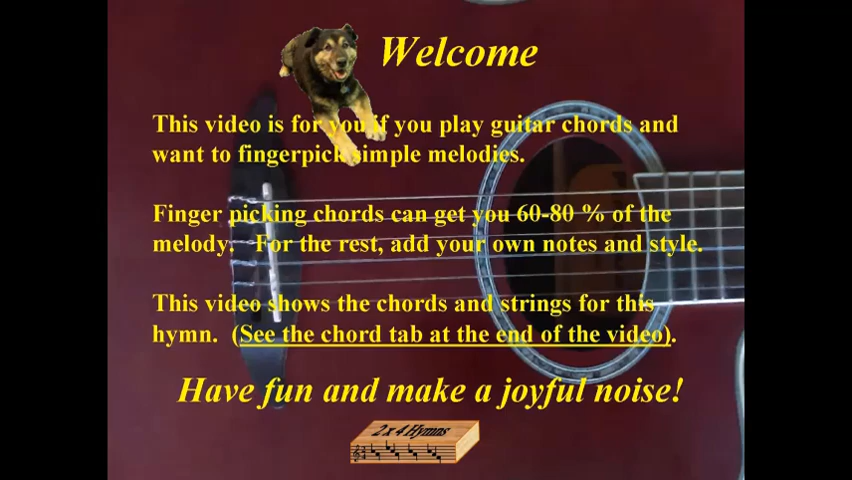 Welcome
This video is for you if you play guitar chords and
want to fingerpick simple melodies.
Finger picking chords can get you 60-80 % of the
melody.  For the rest, add your own notes and style.
This video shows the chords and strings for this
hymn.  (See the chord tab at the end of the video).
Have fun and make a joyful noise!
2 x 4 Hymns